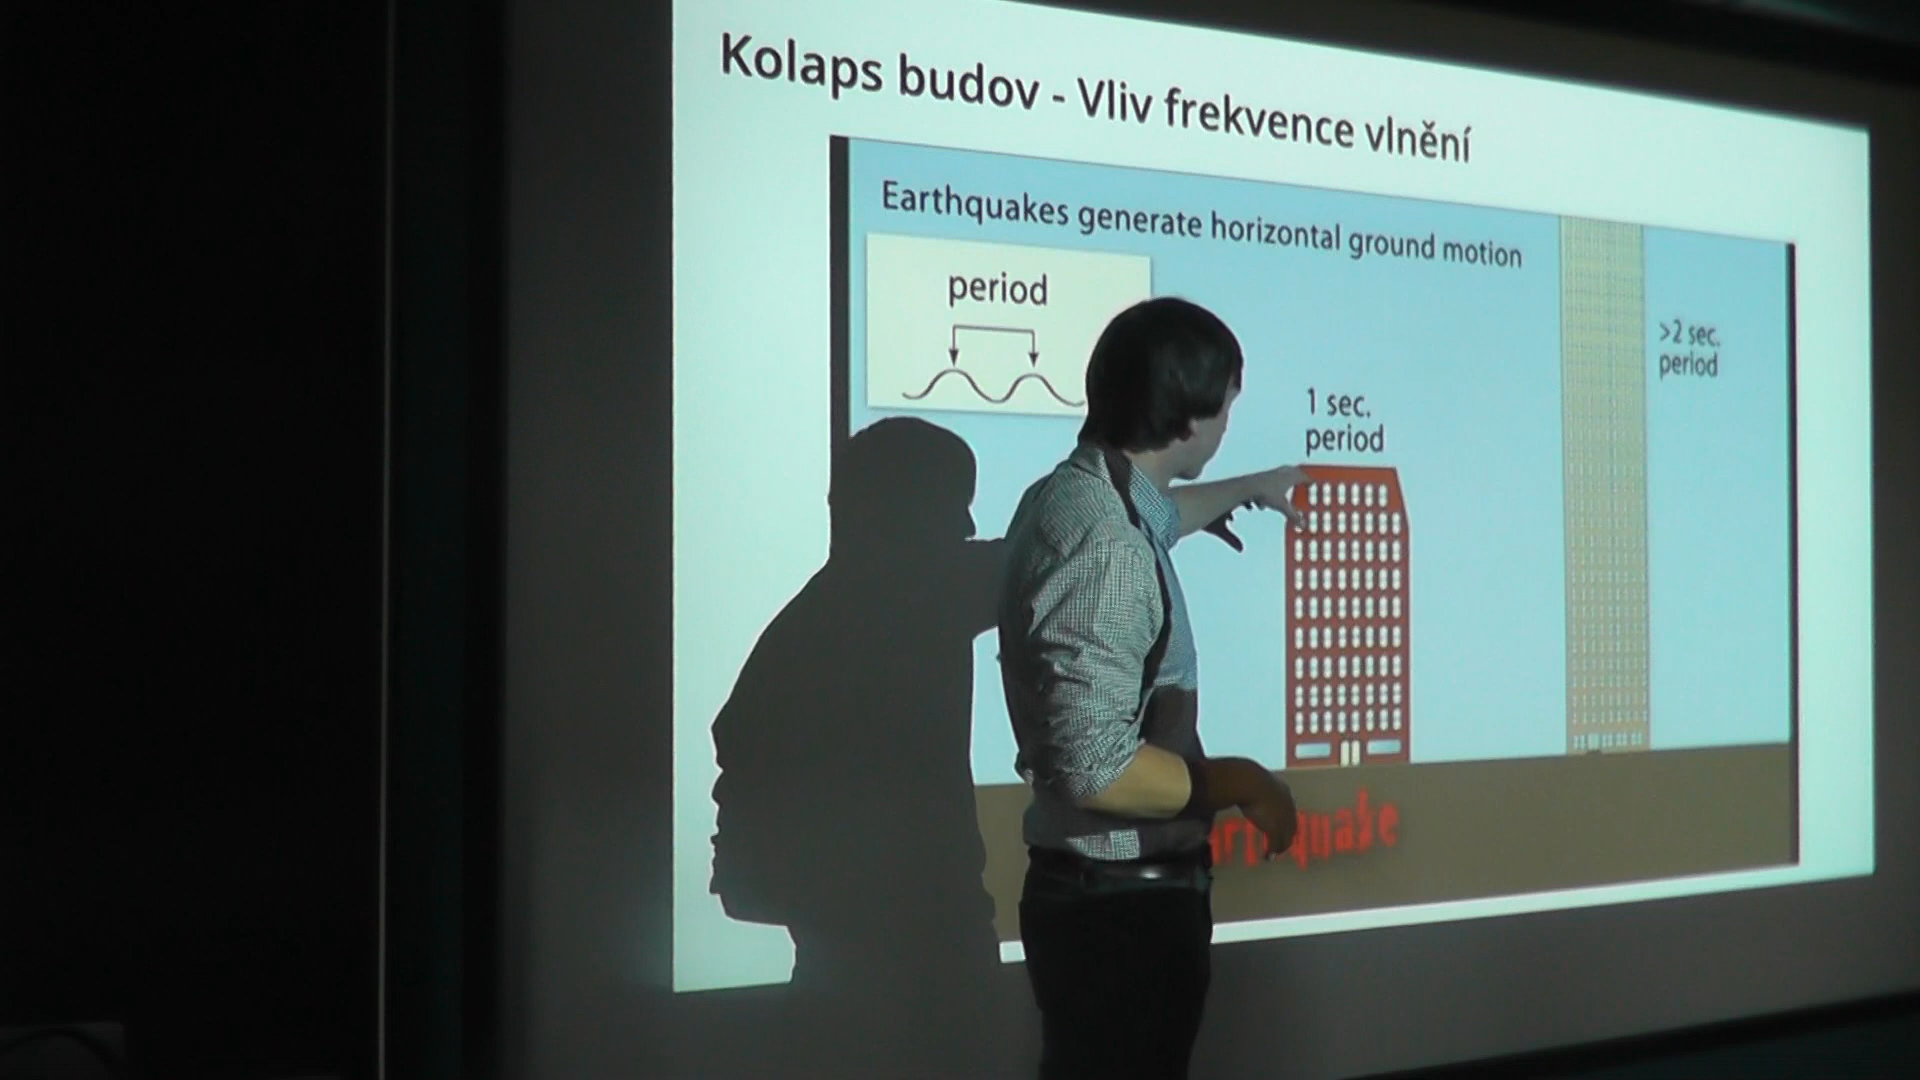 Kolaps budov - Vliv frekvence vlnění
Earthquakes generate horizontal ground motion
period
1 sec.
period
>2 sec.
period